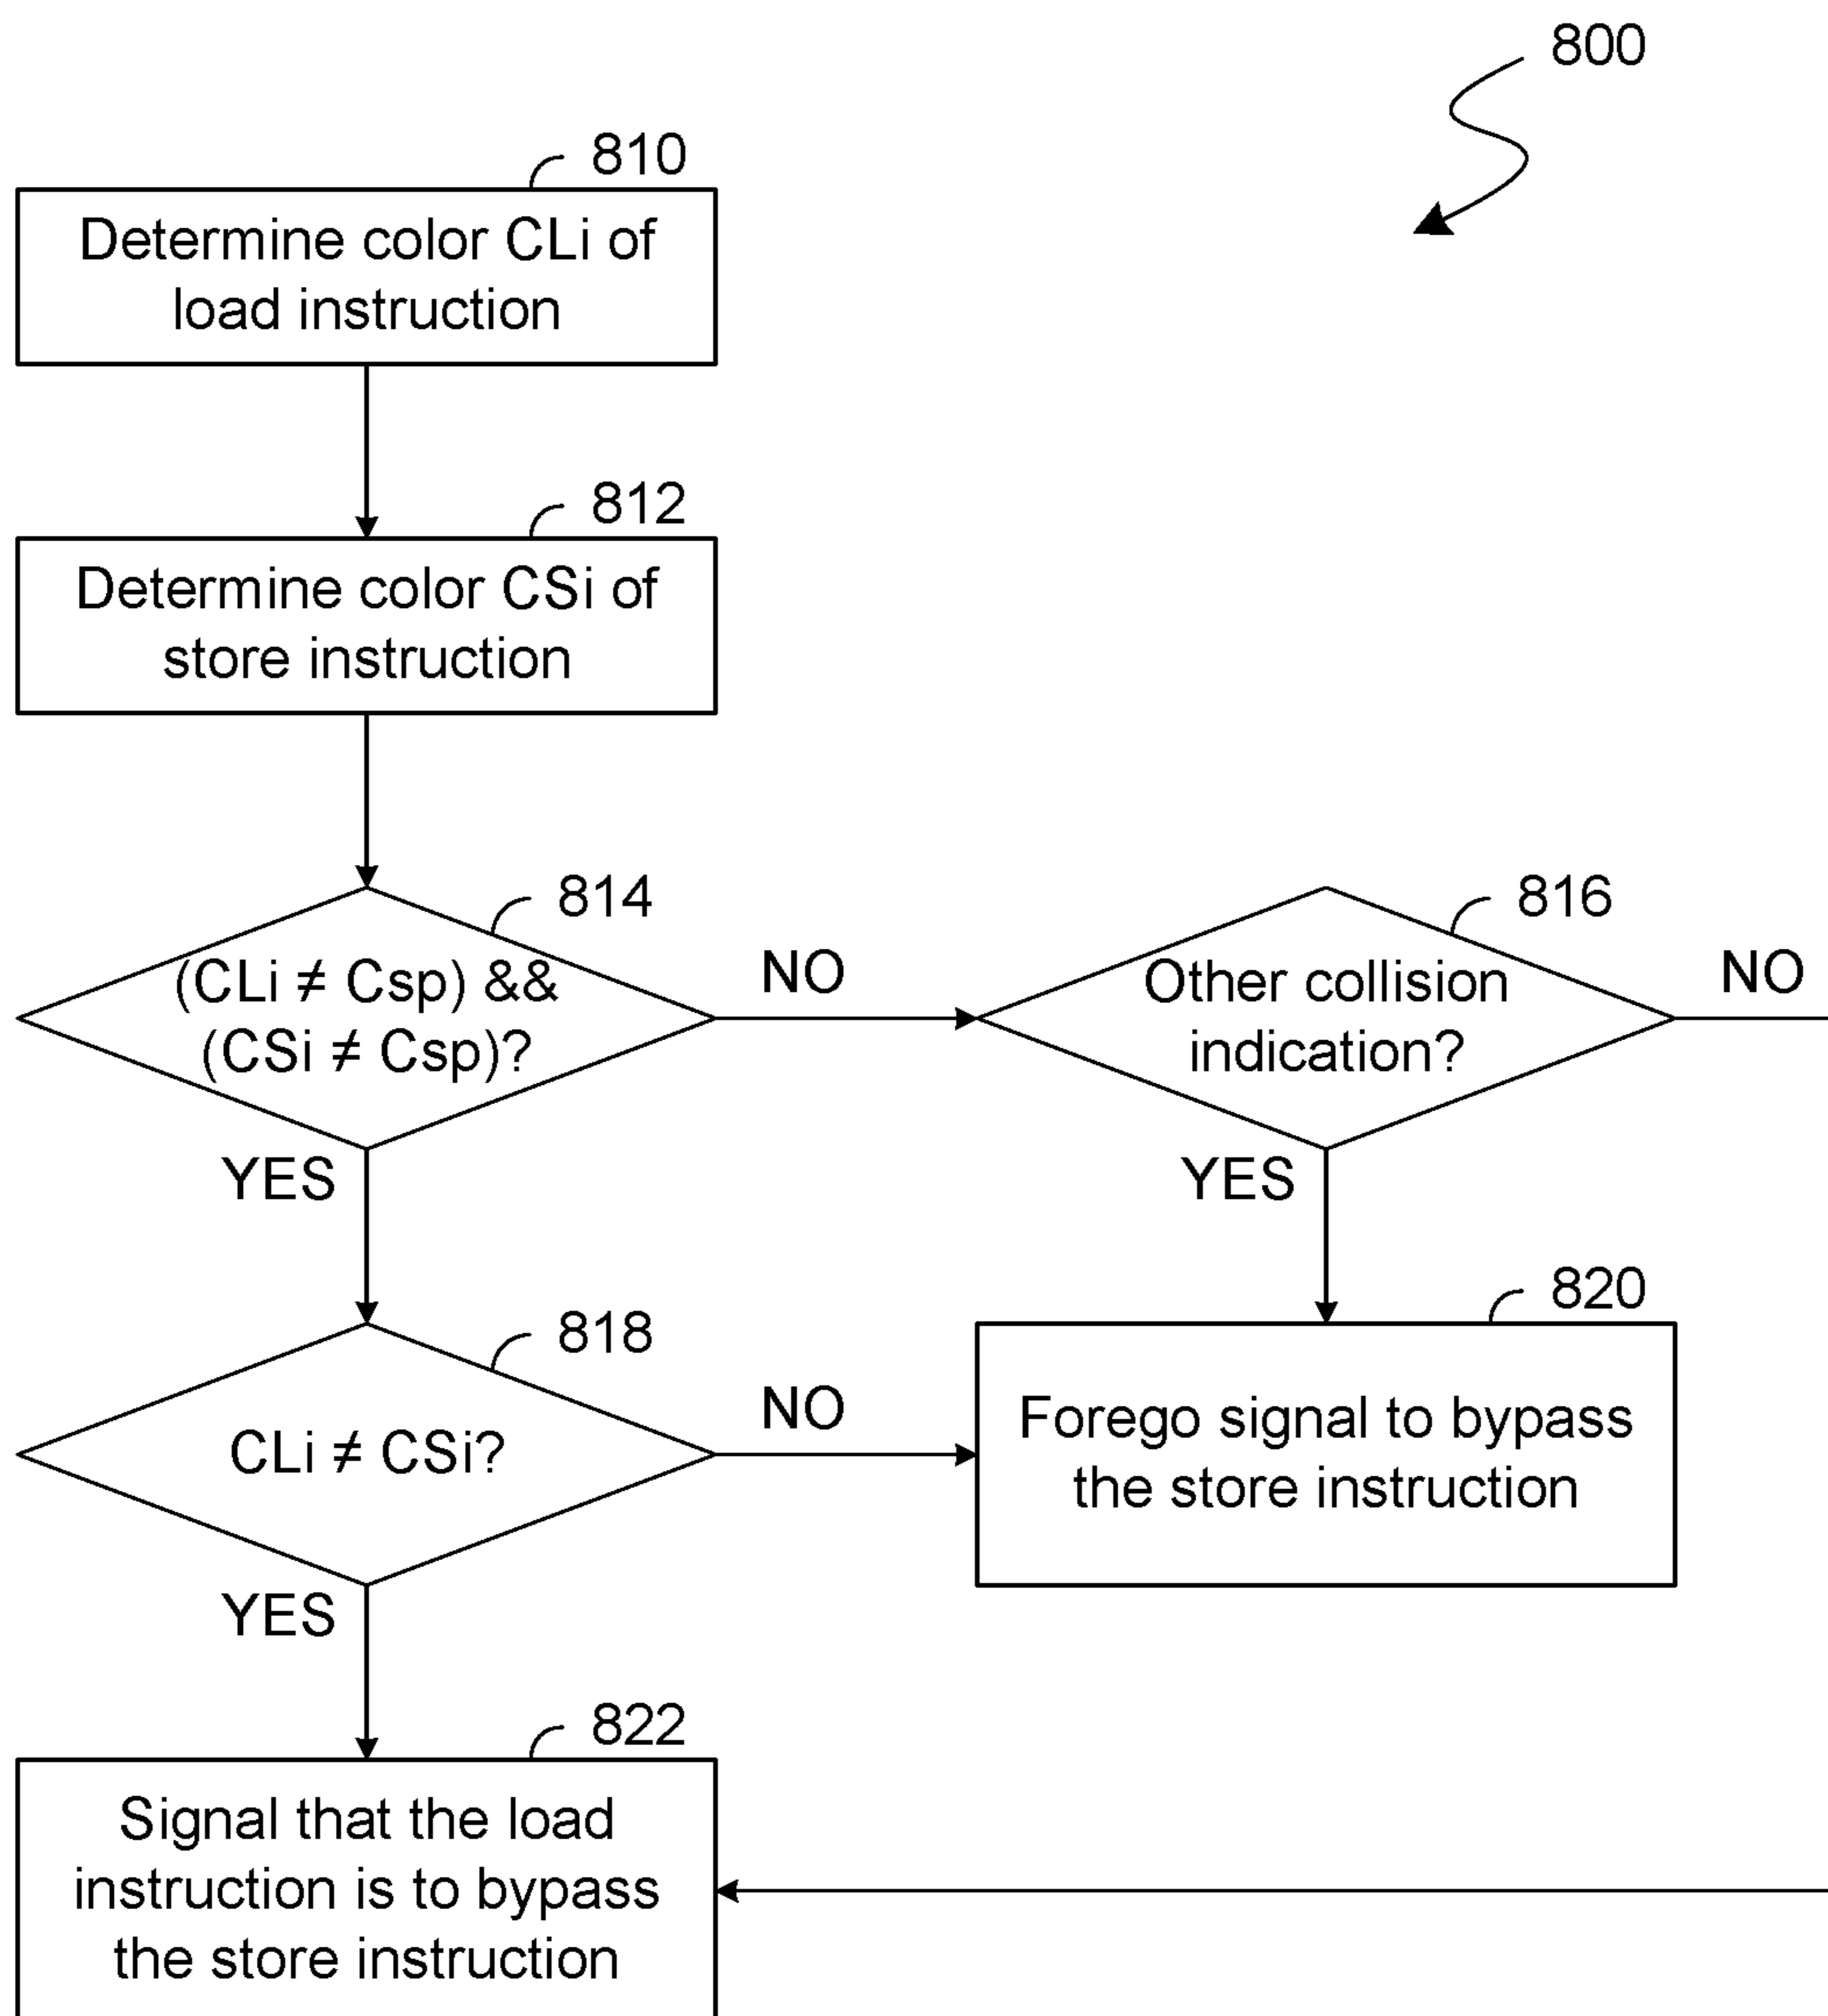 800
810
Determine color CLi of
load instruction
812
Determine color CSi of
store instruction
814
(CLi ≠ Csp) &&
(CSi ≠ Csp)?
NO
816
Other collision
indication?
NO
YES
YES
818
CLi ≠ CSi?
NO
820
Forego signal to bypass
the store instruction
YES
822
Signal that the load
instruction is to bypass
the store instruction